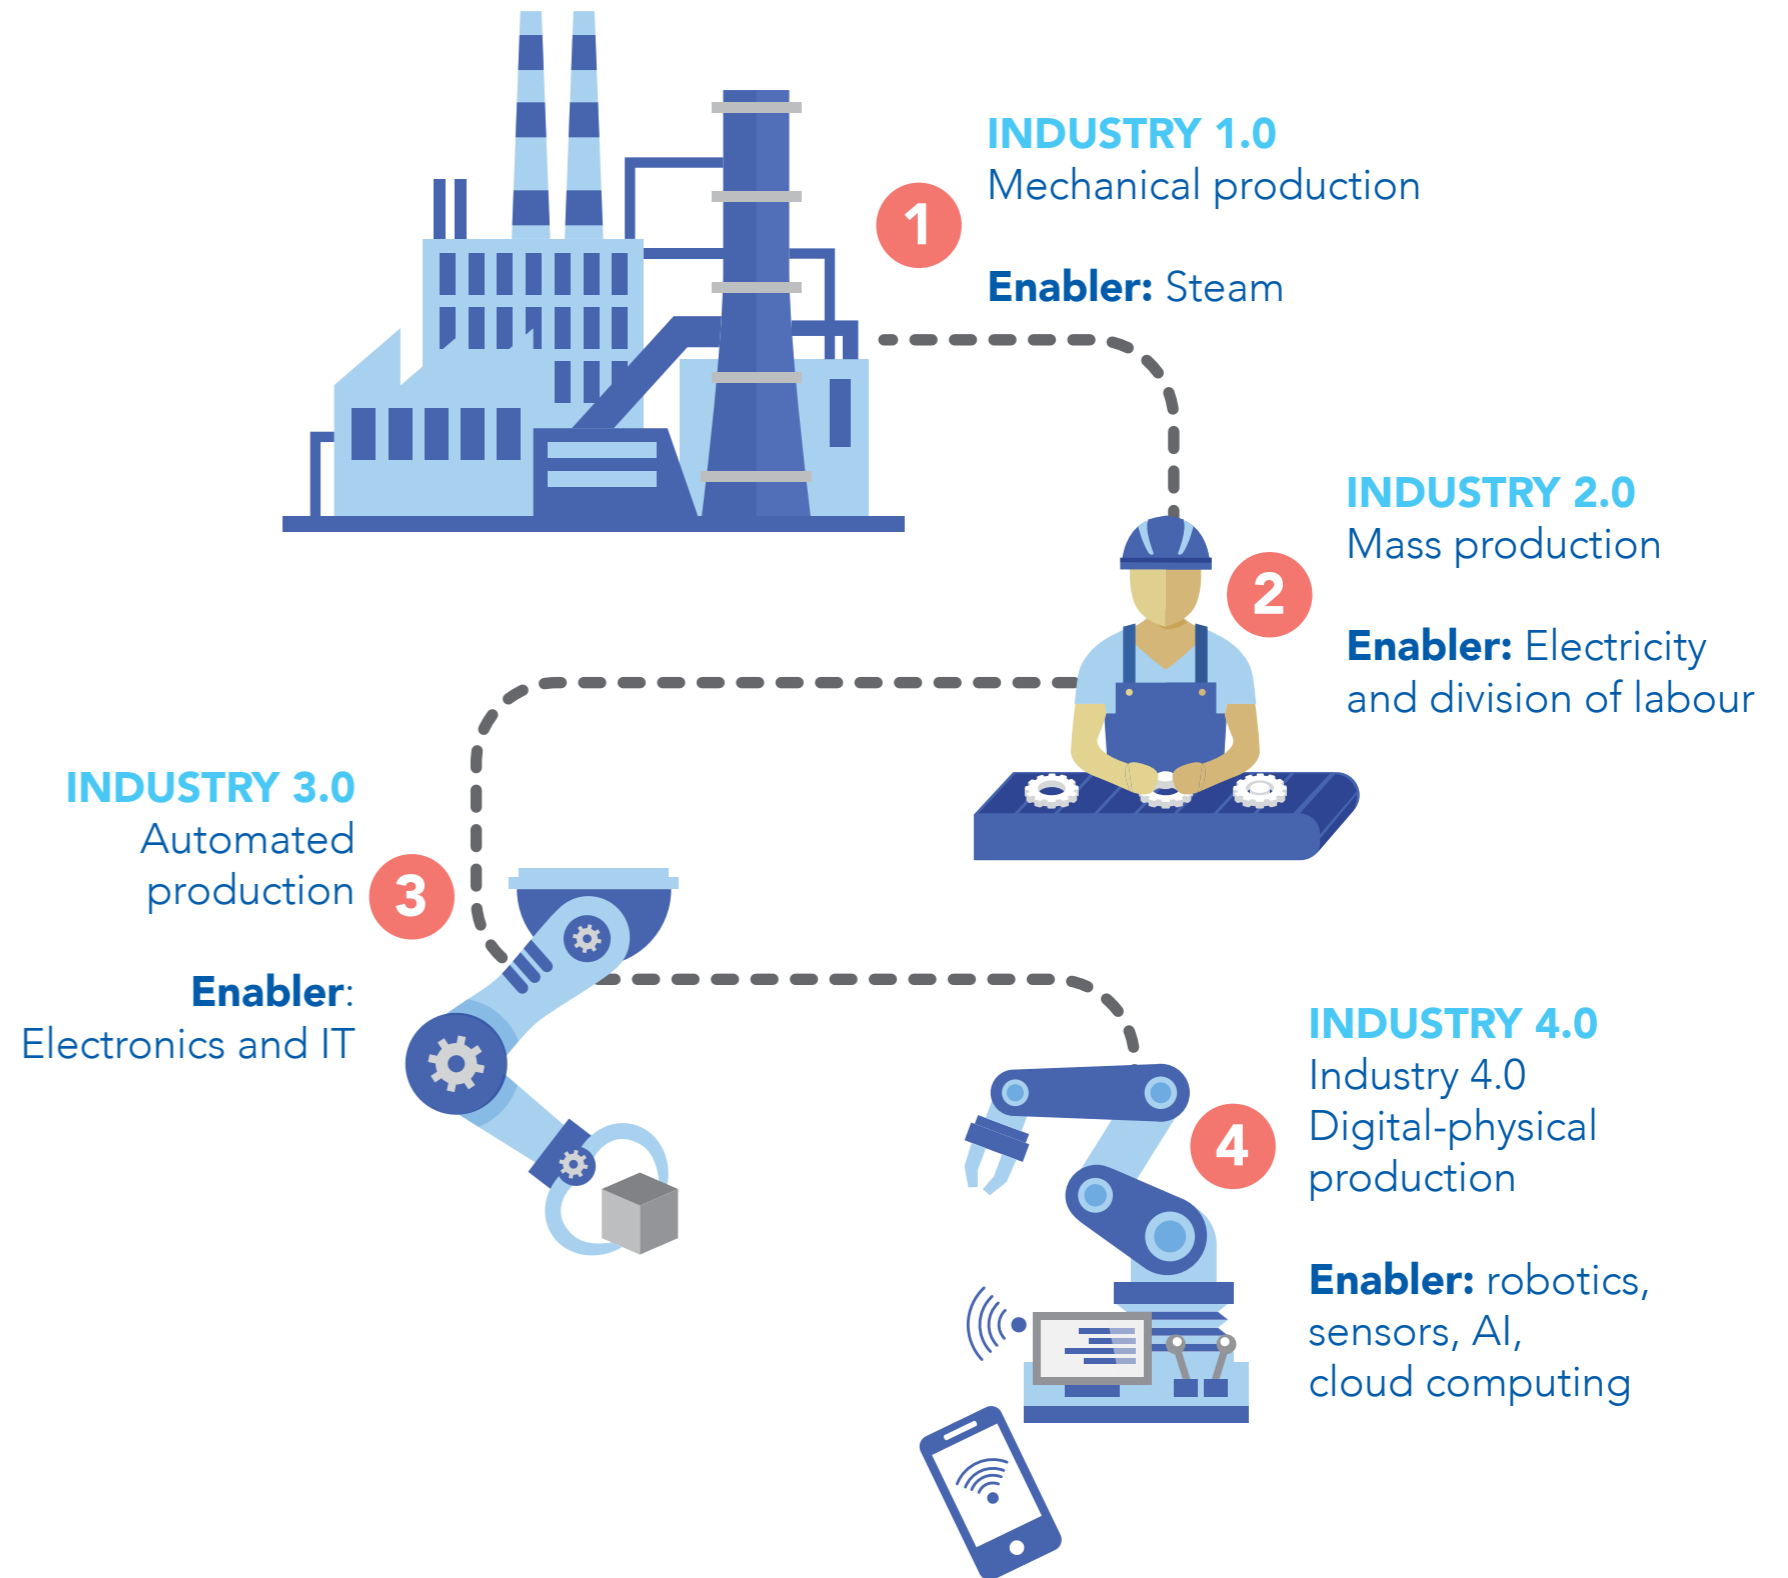 1
INDUSTRY 1.0
Mechanical production
Enabler: Steam
2
INDUSTRY 2.0
Mass production
Enabler: Electricity
and division of labour
3
INDUSTRY 3.0
Automated
production
Enabler:
Electronics and IT
4
INDUSTRY 4.0
Industry 4.0
Digital-physical
production
Enabler: robotics,
sensors, AI,
cloud computing